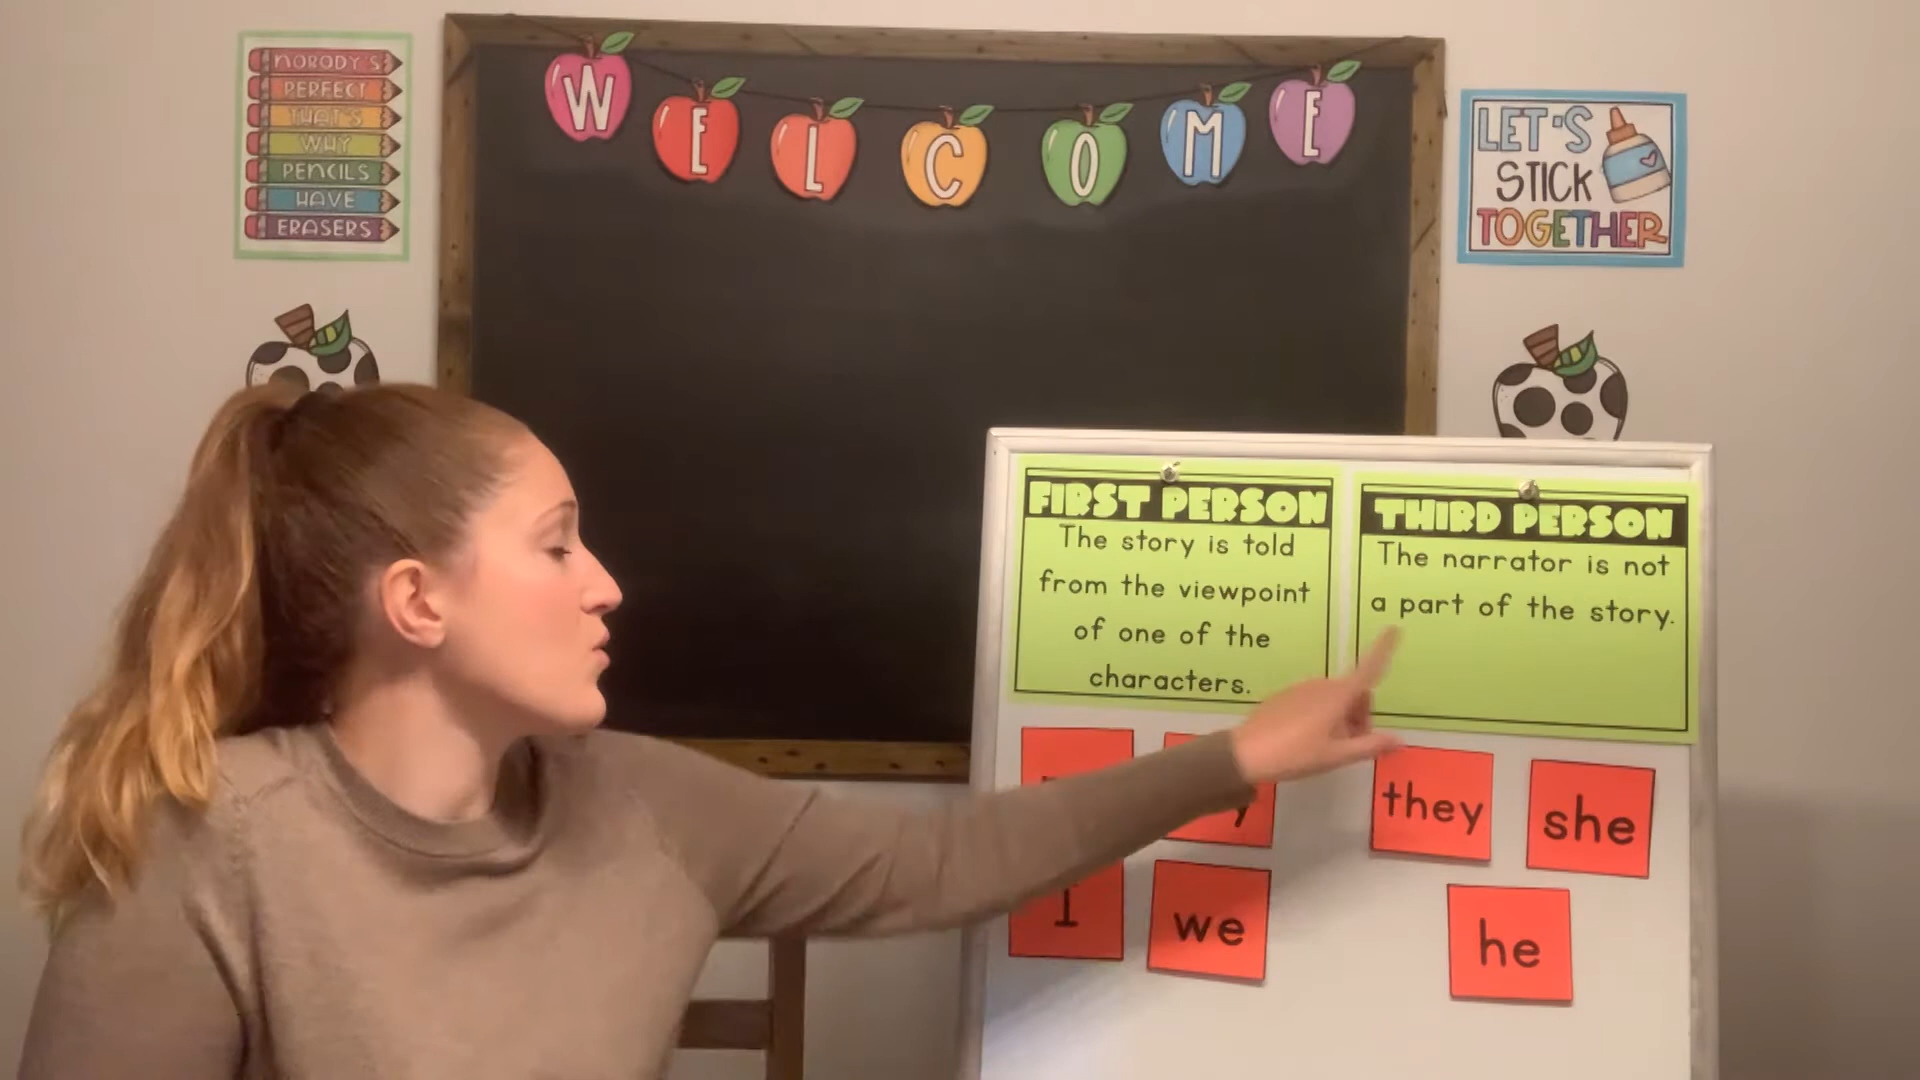 NOBODY'S
PERFECT
THAT'S
WHY
PENCILS
HAVE
ERASERS
WELCOME
LET'S
STICK
TOGETHER
FIRST PERSON
The story is told
from the viewpoint
of one of the
characters.
THIRD PERSON
The narrator is not
a part of the story.
they
she
I
we
he